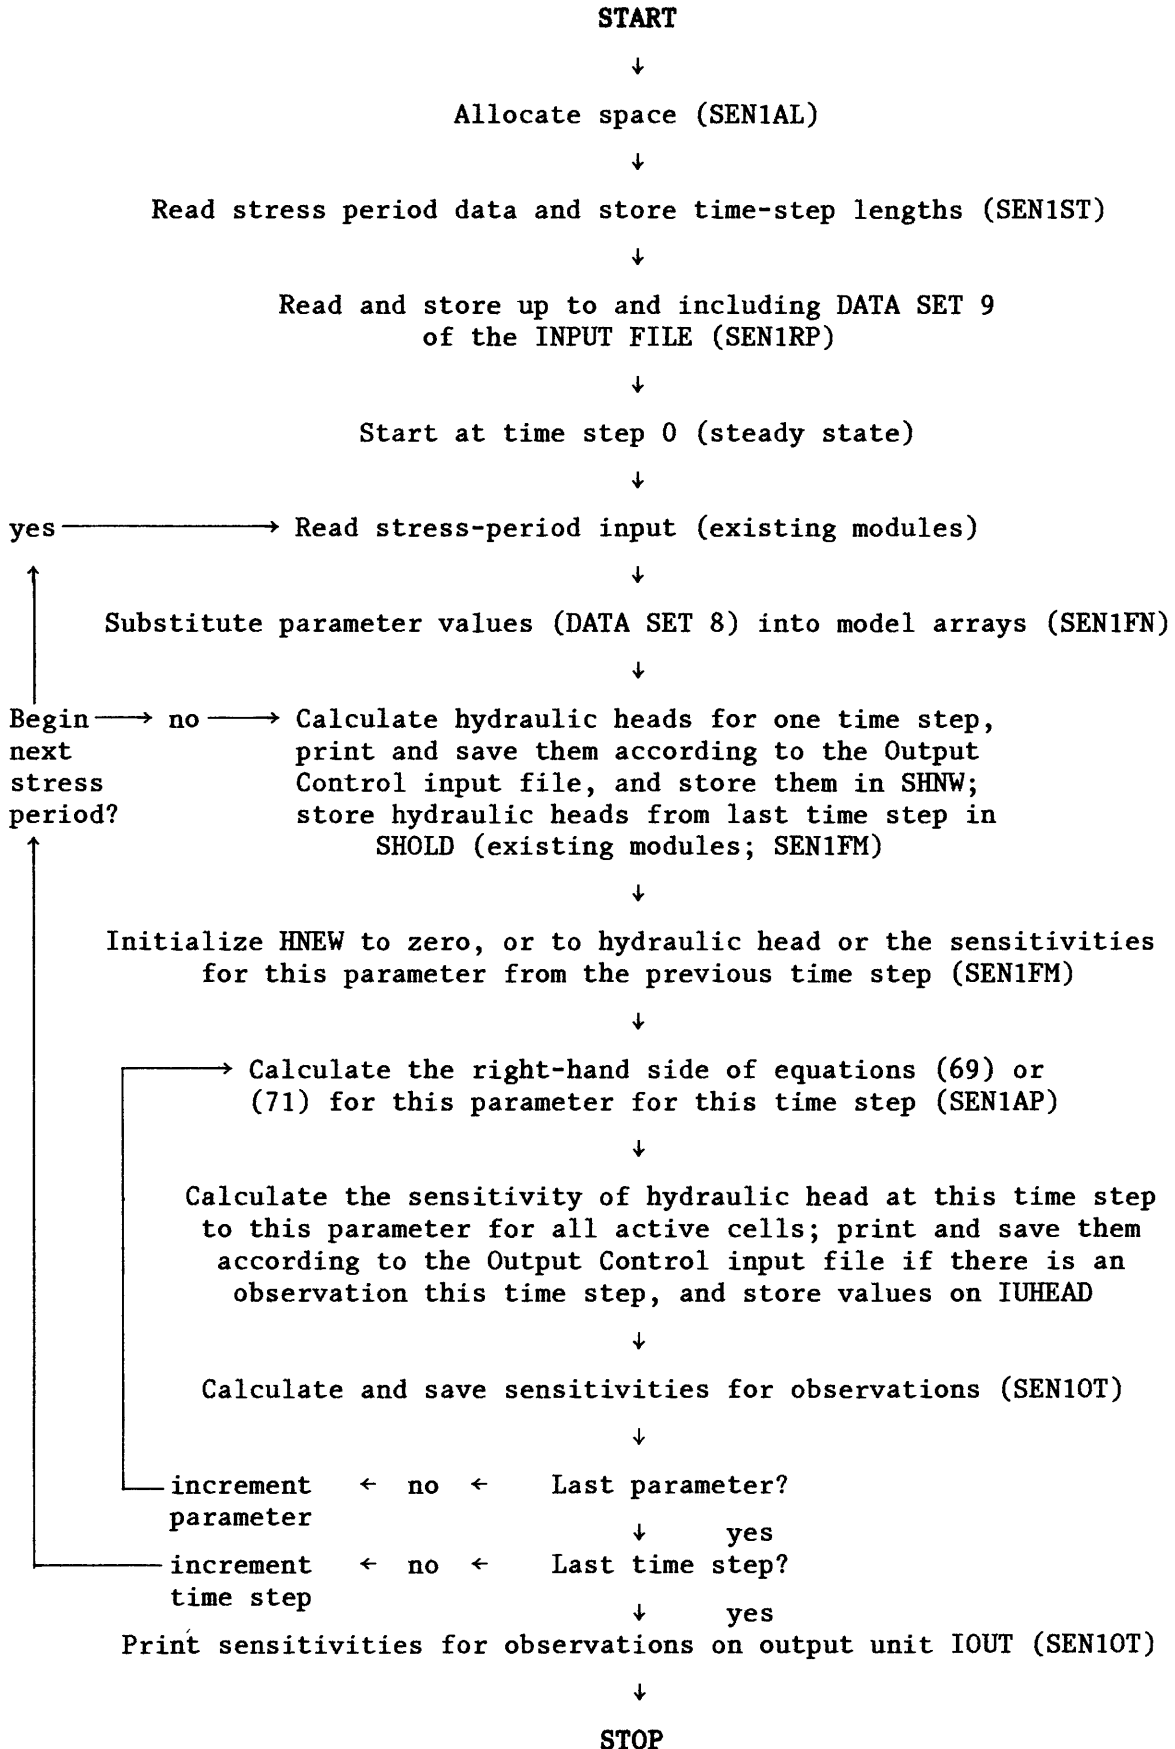 START
↓
Allocate space (SEN1AL)
↓
Read stress period data and store time-step lengths (SEN1ST)
↓
Read and store up to and including DATA SET 9
of the INPUT FILE (SEN1RP)
↓
Start at time step 0 (steady state)
↓
yes → Read stress-period input (existing modules)
↓
Substitute parameter values (DATA SET 8) into model arrays (SEN1FN)
↓
Begin → no → Calculate hydraulic heads for one time step,
next print and save them according to the Output
stress Control input file, and store them in SHNW;
period? store hydraulic heads from last time step in
SHOLD (existing modules; SEN1FM)
↓
Initialize HNEW to zero, or to hydraulic head or the sensitivities
for this parameter from the previous time step (SEN1FM)
↓
Calculate the right-hand side of equations (69) or
(71) for this parameter for this time step (SEN1AP)
↓
Calculate the sensitivity of hydraulic head at this time step
to this parameter for all active cells; print and save them
according to the Output Control input file if there is an
observation this time step, and store values on IUHEAD
↓
Calculate and save sensitivities for observations (SEN1OT)
↓
increment ← no ← Last parameter?
parameter
↓ yes
increment ← no ← Last time step?
time step
↓ yes
Print sensitivities for observations on output unit IOUT (SEN1OT)
↓
STOP